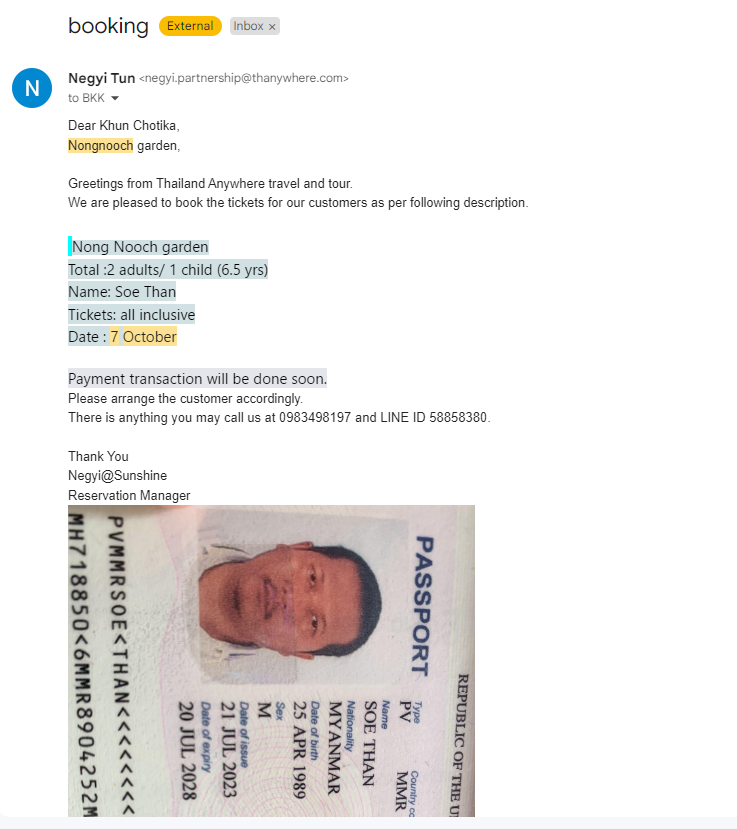 booking External Inbox ×
N
Negyi Tun <negyi.partnership@thanywhere.com>
to BKK
Dear Khun Chotika,
Nongnooch garden,
Greetings from Thailand Anywhere travel and tour.
We are pleased to book the tickets for our customers as per following description.
Nong Nooch garden
Total :2 adults/ 1 child (6.5 yrs)
Name: Soe Than
Tickets: all inclusive
Date : 7 October
Payment transaction will be done soon.
Please arrange the customer accordingly.
There is anything you may call us at 0983498197 and LINE ID 58858380.
Thank You
Negyi@Sunshine
Reservation Manager
REPUBLIC OF THE
PASSPORT
Type Country
PV MMR
Name
SOE THAN
Nationality
MYANMAR
Date of birth
25 APR 1989
Sex
M
Date of issue
21 JUL 2023
Date of expiry
20 JUL 2028
PVMMRSOE<THAN<<<<<<<
MH718850<6MMR8904252M